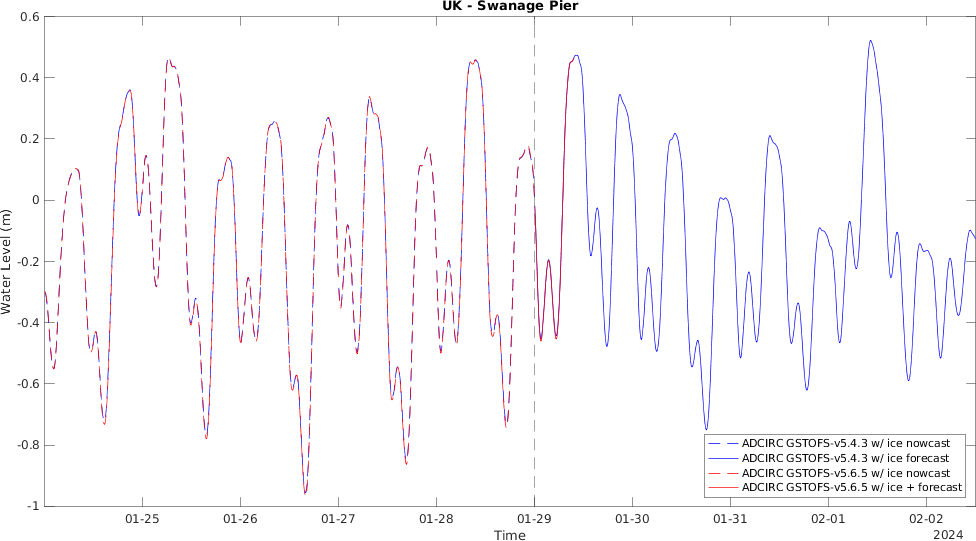 UK - Swanage Pier
0.6
0.4
0.2
0
-0.2
-0.4
-0.6
-0.8
-1
Water Level (m)
ADCIRC GSTOFS-v5.4.3 w/ ice nowcast
ADCIRC GSTOFS-v5.4.3 w/ ice forecast
ADCIRC GSTOFS-v5.6.5 w/ ice nowcast
ADCIRC GSTOFS-v5.6.5 w/ ice + forecast
01-25 01-26 01-27 01-28 01-29 01-30 01-31 02-01 02-02
Time
2024